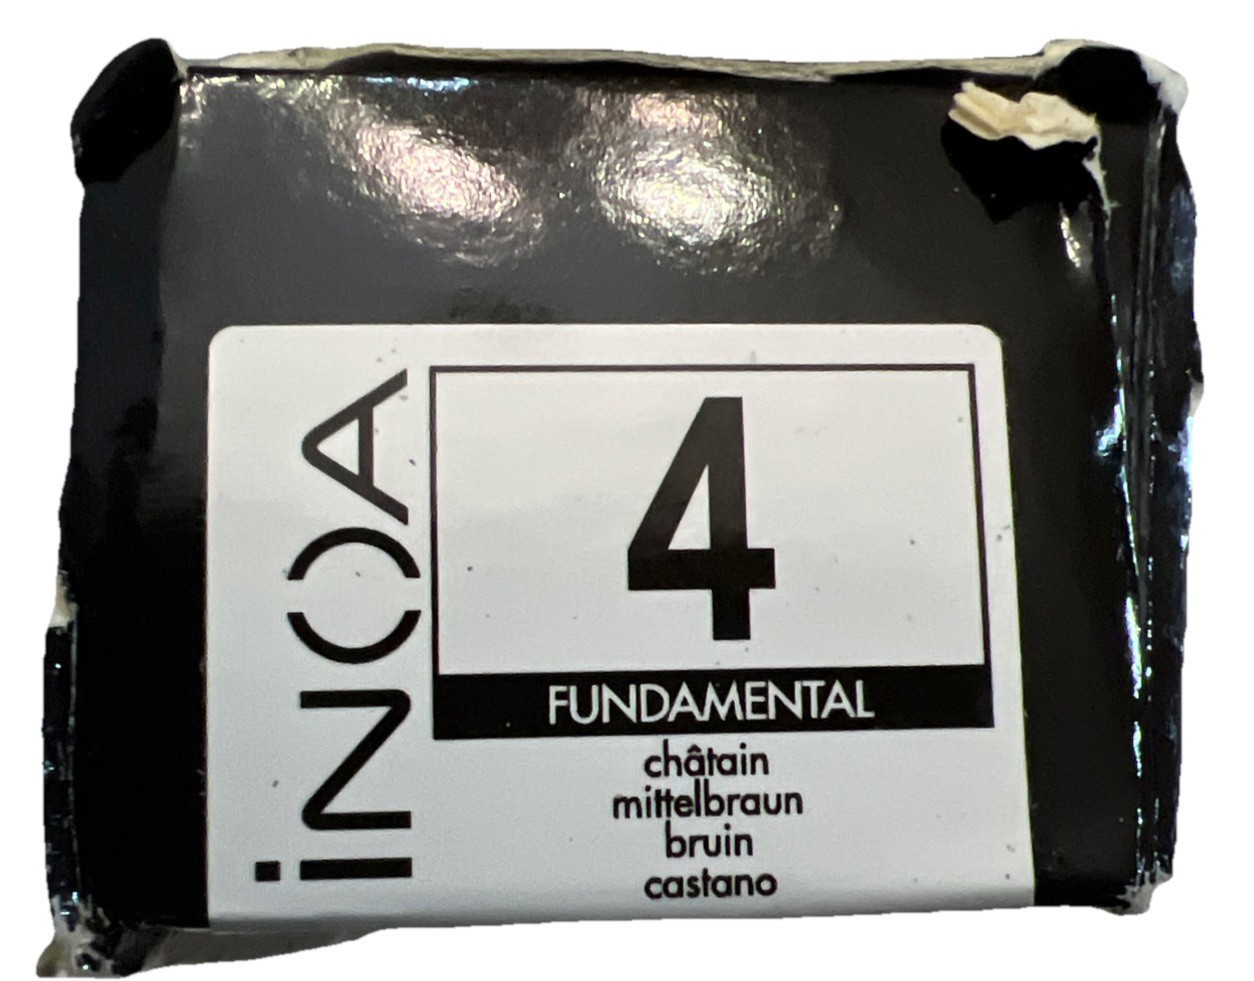 iNOA
4
FUNDAMENTAL
châtain
mittelbraun
bruin
castano